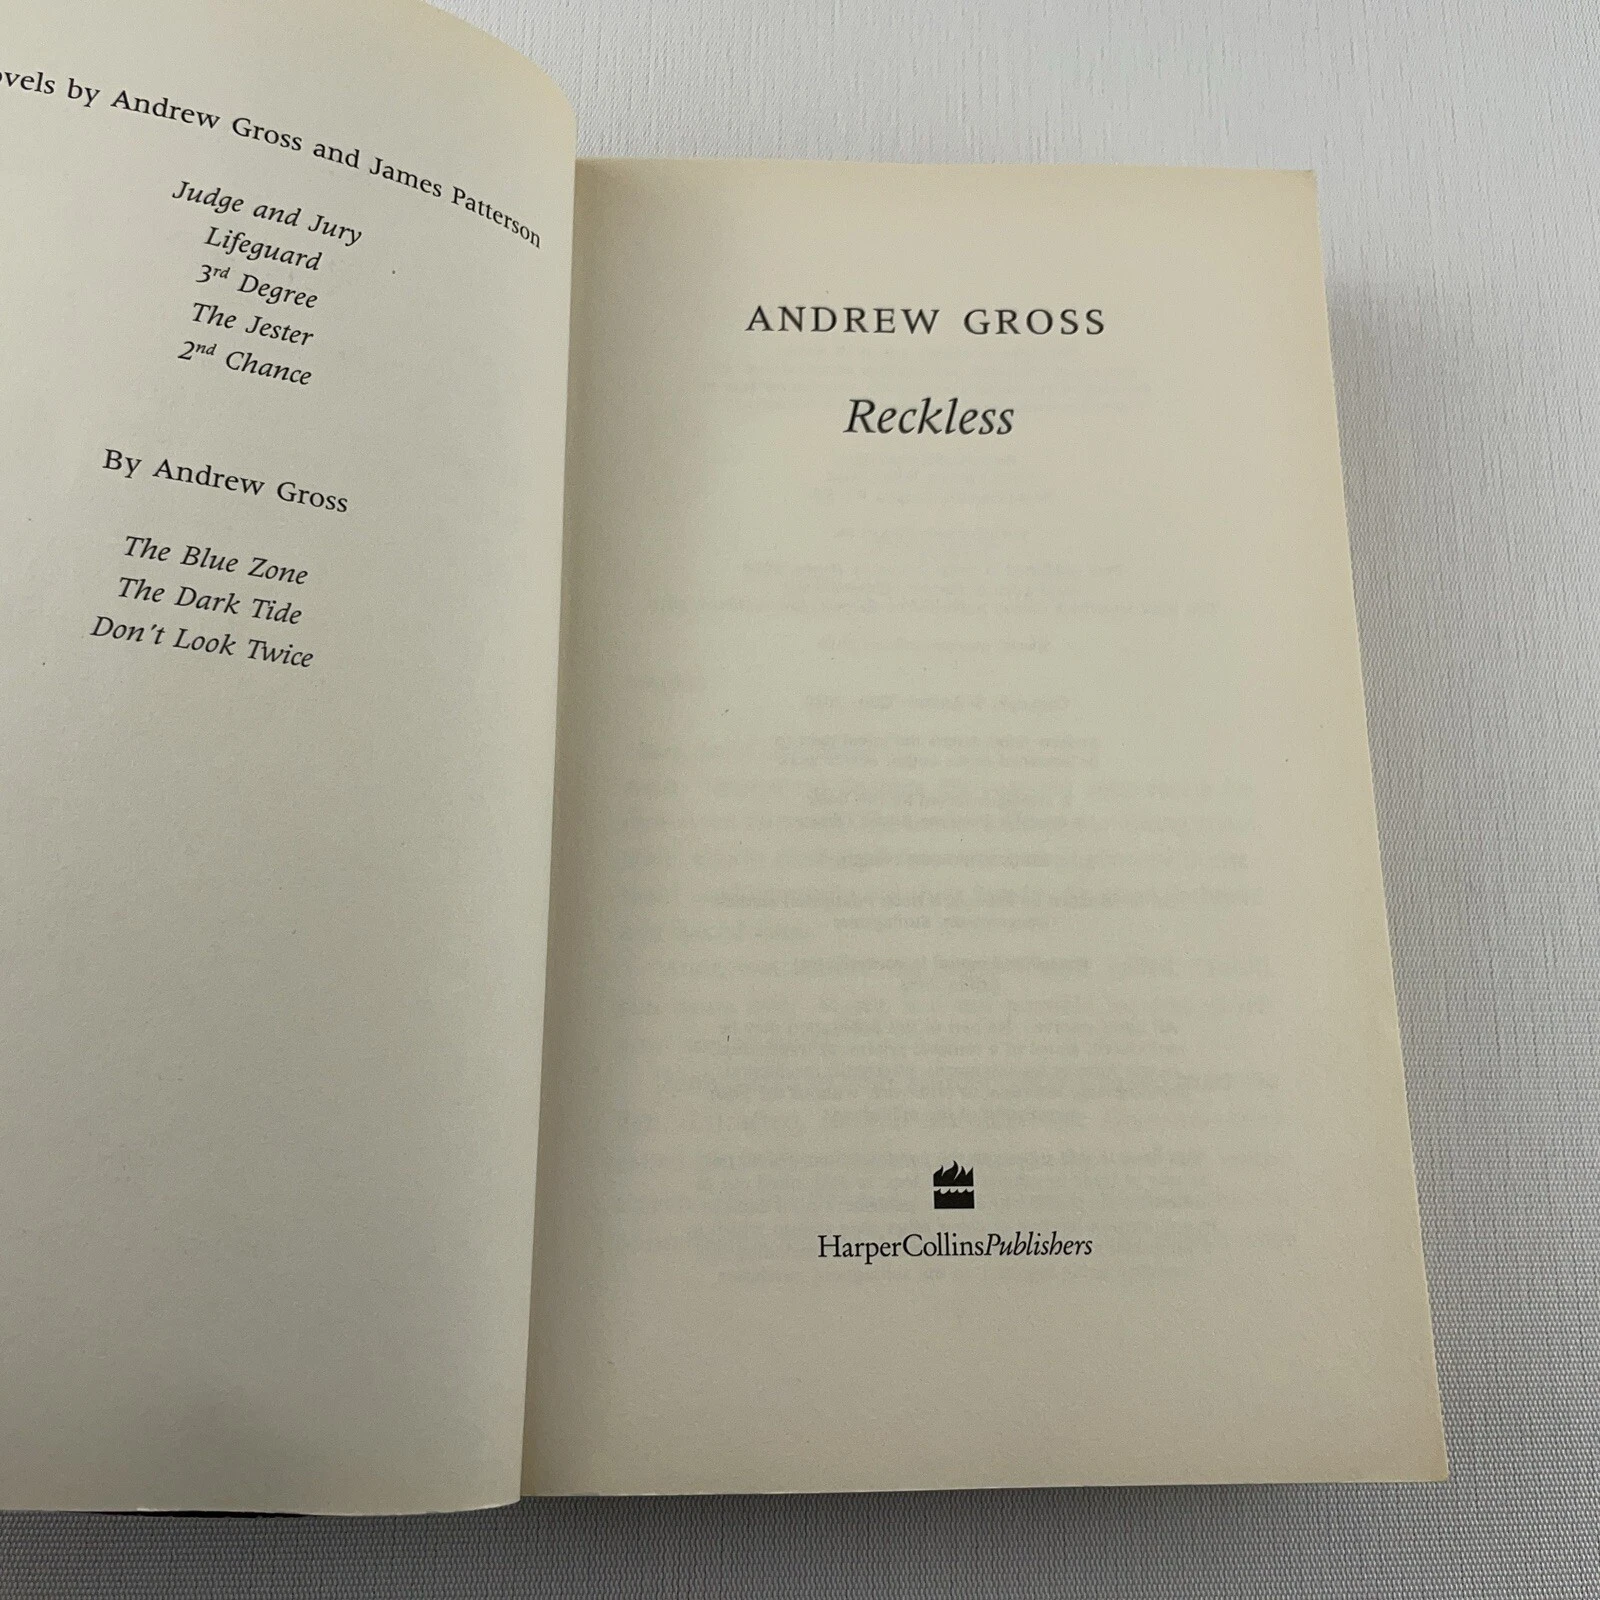 by Andrew Gross and James Patterson
Judge and Jury
Lifeguard
3rd Degree
The Jester
2nd Chance
By Andrew Gross
The Blue Zone
The Dark Tide
Don't Look Twice
ANDREW GROSS
Reckless
HarperCollinsPublishers